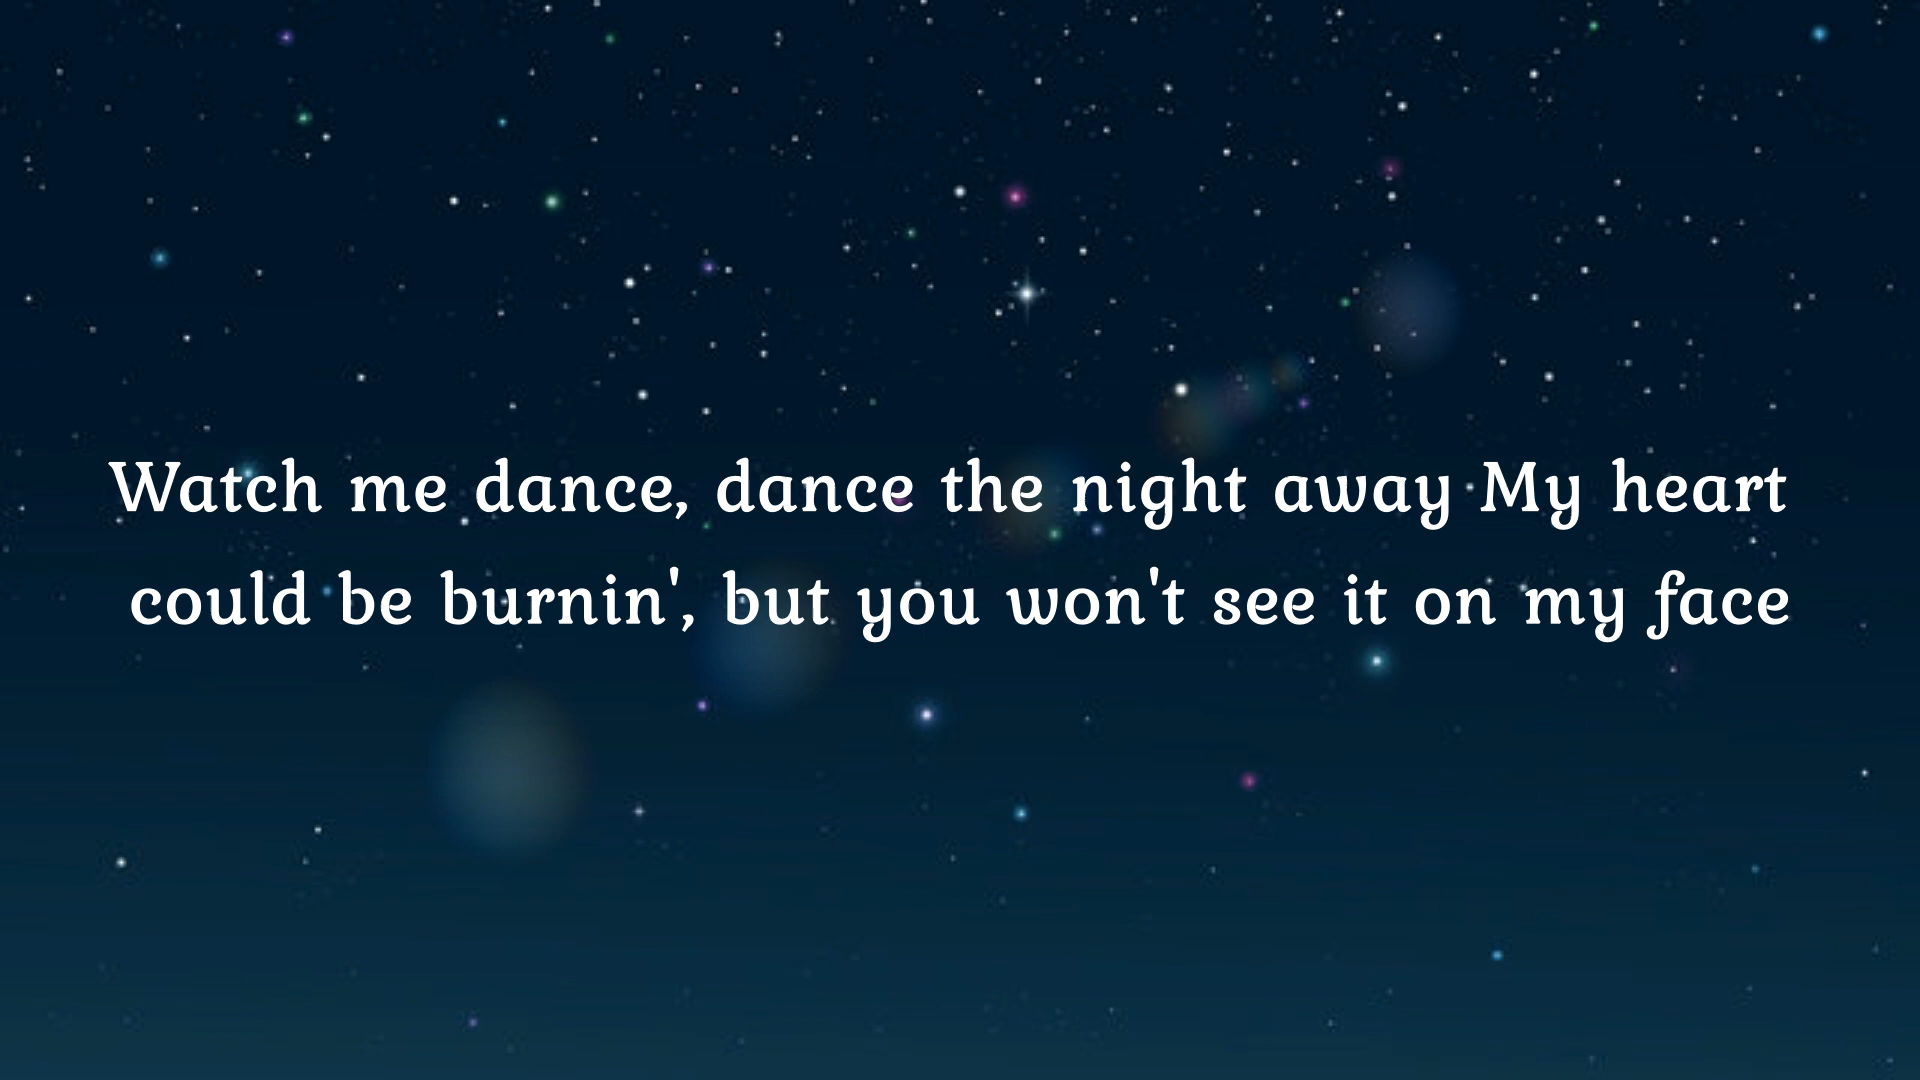 Watch me dance, dance the night away My heart
could be burnin', but you won't see it on my face